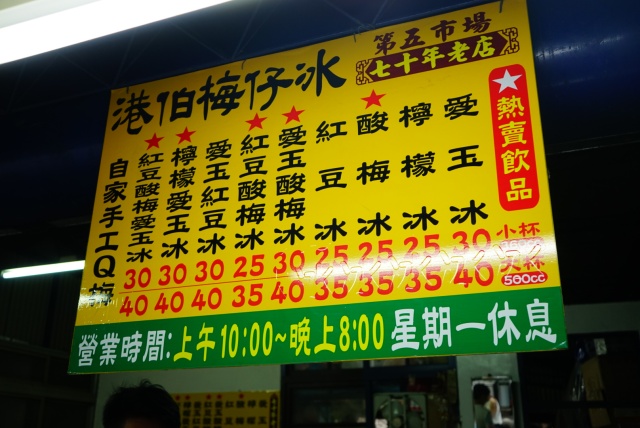 港伯梅仔冰
第五市場
七十年老店
★熱賣飲品
愛玉冰
檸檬冰
酸梅冰
紅豆冰
愛玉酸梅冰
紅豆酸梅冰
愛玉紅豆冰
檸檬愛玉冰
紅豆酸梅愛玉冰
自家手工Q梅
30 30 30 25 30 25 25 25 30 小杯
40 40 40 35 40 35 35 35 40 大杯
500cc
營業時間:上午10:00~晚上8:00 星期一休息